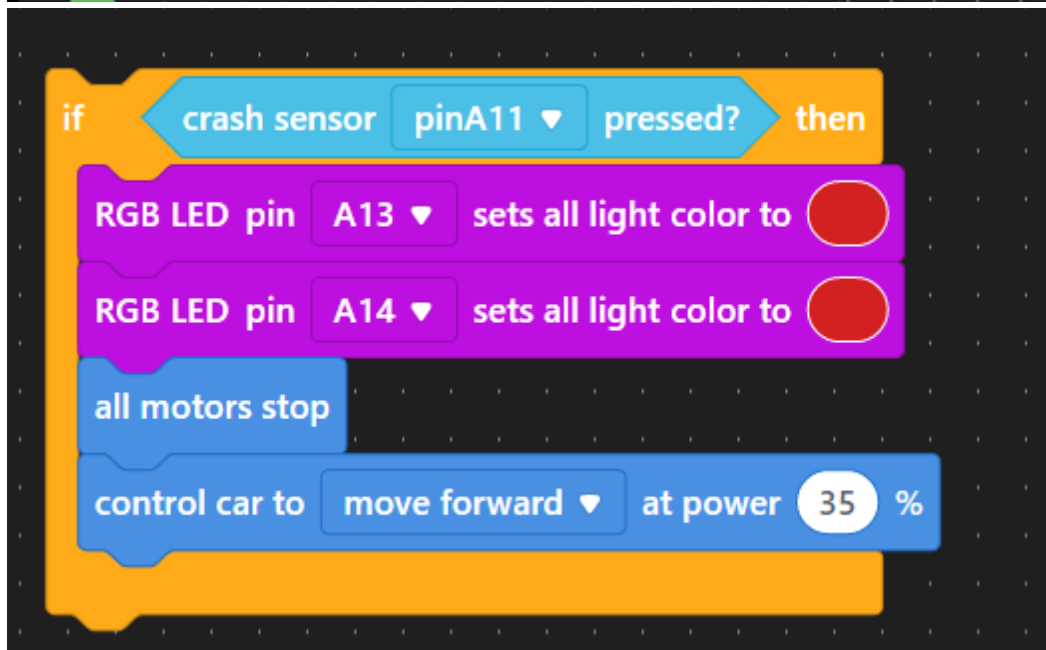 if crash sensor pinA11 pressed? then
RGB LED pin A13 sets all light color to
RGB LED pin A14 sets all light color to
all motors stop
control car to move forward at power 35 %